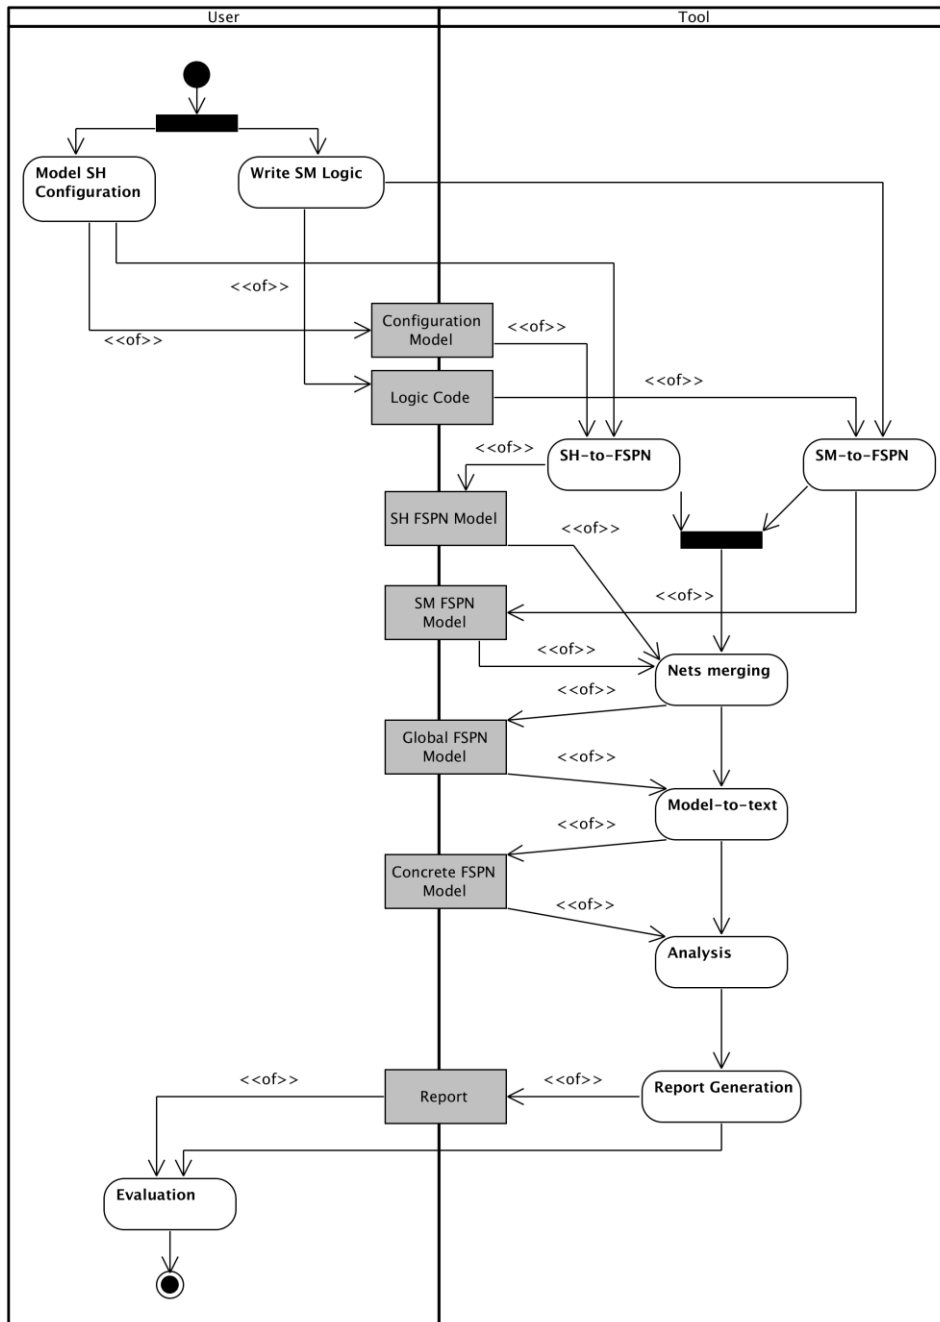 User
Tool
Model SH
Configuration
Write SM Logic
<<of>>
<<of>>
Configuration
Model
<<of>>
Logic Code
<<of>>
SH-to-FSPN
SM-to-FSPN
<<of>>
SH FSPN Model
<<of>>
SM FSPN
Model
<<of>>
<<of>>
Nets merging
<<of>>
Global FSPN
Model
<<of>>
Model-to-text
<<of>>
Concrete FSPN
Model
<<of>>
Analysis
<<of>>
Report
<<of>>
Report Generation
Evaluation